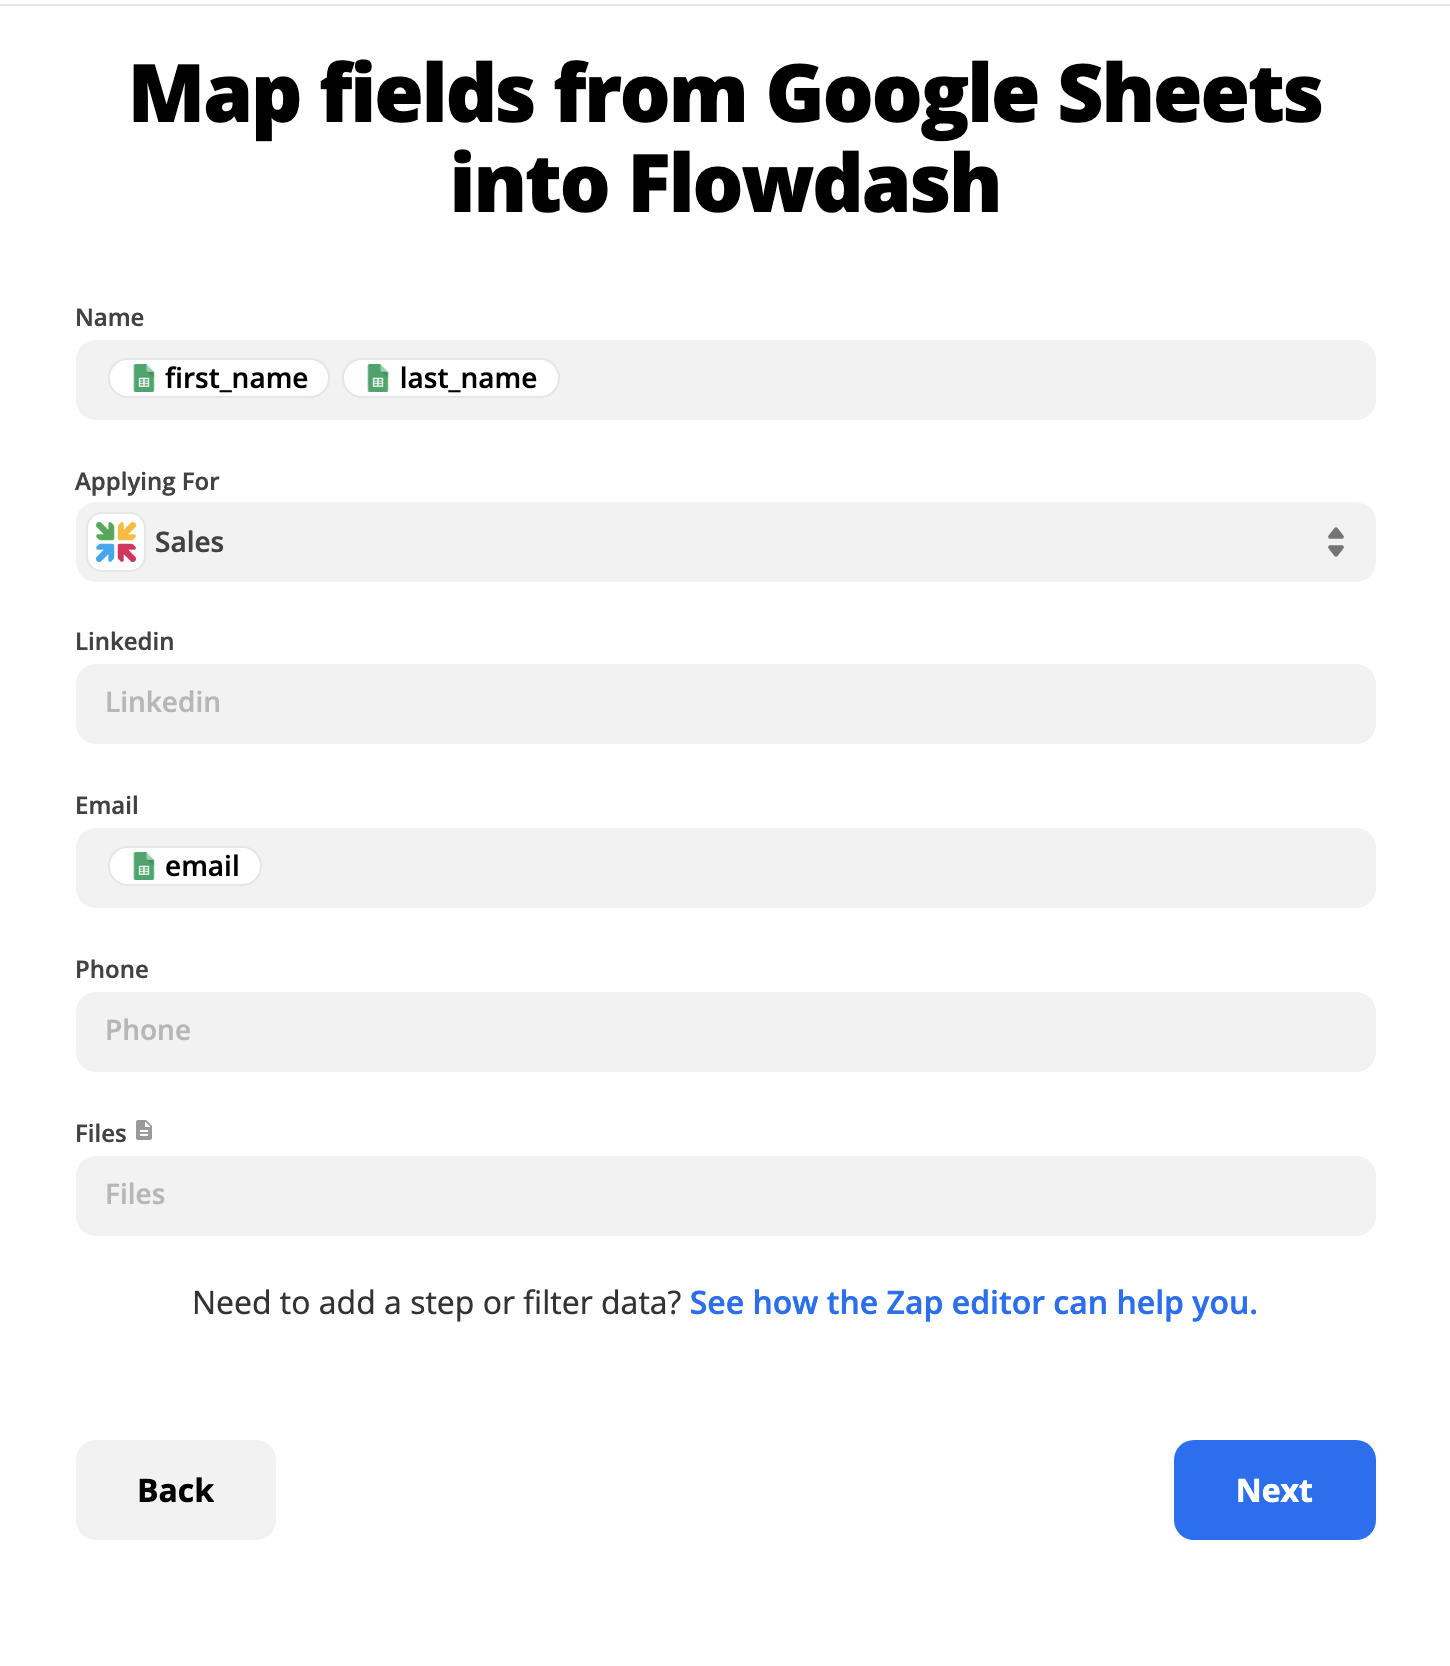 Map fields from Google Sheets
into Flowdash
Name
first_name last_name
Applying For
Sales
Linkedin
Linkedin
Email
email
Phone
Phone
Files
Files
Need to add a step or filter data? See how the Zap editor can help you.
Back
Next